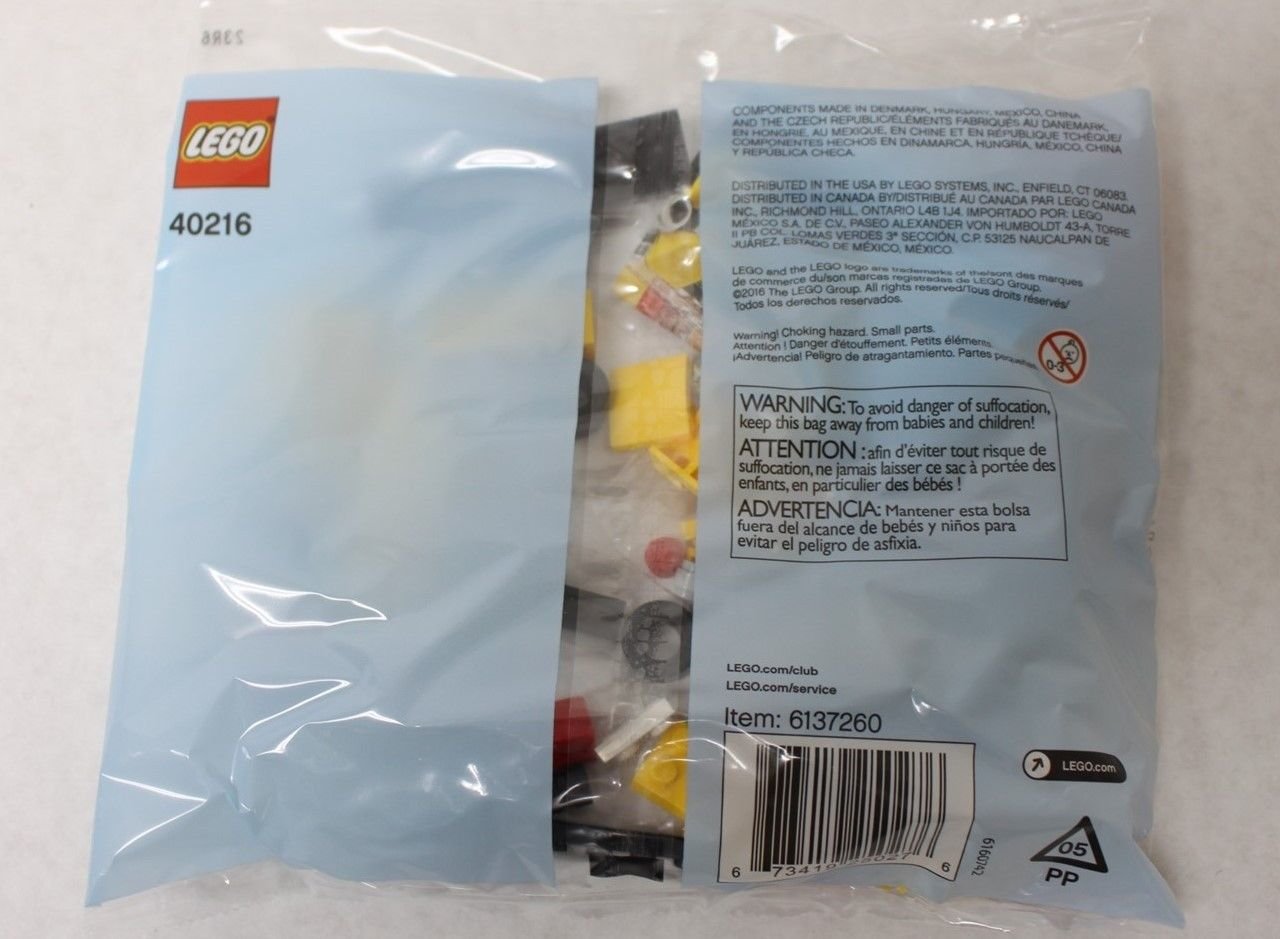 23R6
LEGO
40216
COMPONENTS MADE IN DENMARK, HUNGARY, MEXICO, CHINA
AND THE CZECH REPUBLIC/ÉLÉMENTS FABRIQUÉS AU DANEMARK,
EN HONGRIE, AU MEXIQUE, EN CHINE ET EN RÉPUBLIQUE TCHÈQUE/
COMPONENTES HECHOS EN DINAMARCA, HUNGRÍA, MÉXICO, CHINA
Y REPÚBLICA CHECA.
DISTRIBUTED IN THE USA BY LEGO SYSTEMS, INC., ENFIELD, CT 06083.
DISTRIBUTED IN CANADA BY/DISTRIBUÉ AU CANADA PAR LEGO CANADA
INC., RICHMOND HILL, ONTARIO L4B 1J4. IMPORTADO POR: LEGO
MÉXICO S.A. DE C.V. PASEO ALEXANDER VON HUMBOLDT 43-A, TORRE
II PB COL. LOMAS VERDES 3ª SECCIÓN, C.P. 53125 NAUCALPAN DE
JUÁREZ, ESTADO DE MÉXICO, MÉXICO.
LEGO and the LEGO logo are trademarks of the/sont des marques
de commerce du/son marcas registradas de LEGO Group.
©2016 The LEGO Group. All rights reserved/Tous droits réservés/
Todos los derechos reservados.
Warning! Choking hazard. Small parts.
Attention ! Danger d'étouffement. Petits éléments.
¡Advertencia! Peligro de atragantamiento. Partes pequeñas.
0-3
WARNING: To avoid danger of suffocation,
keep this bag away from babies and children!
ATTENTION : afin d'éviter tout risque de
suffocation, ne jamais laisser ce sac à portée des
enfants, en particulier des bébés !
ADVERTENCIA: Mantener esta bolsa
fuera del alcance de bebés y niños para
evitar el peligro de asfixia.
LEGO.com/club
LEGO.com/service
Item: 6137260
LEGO.com
6160742
05
PP